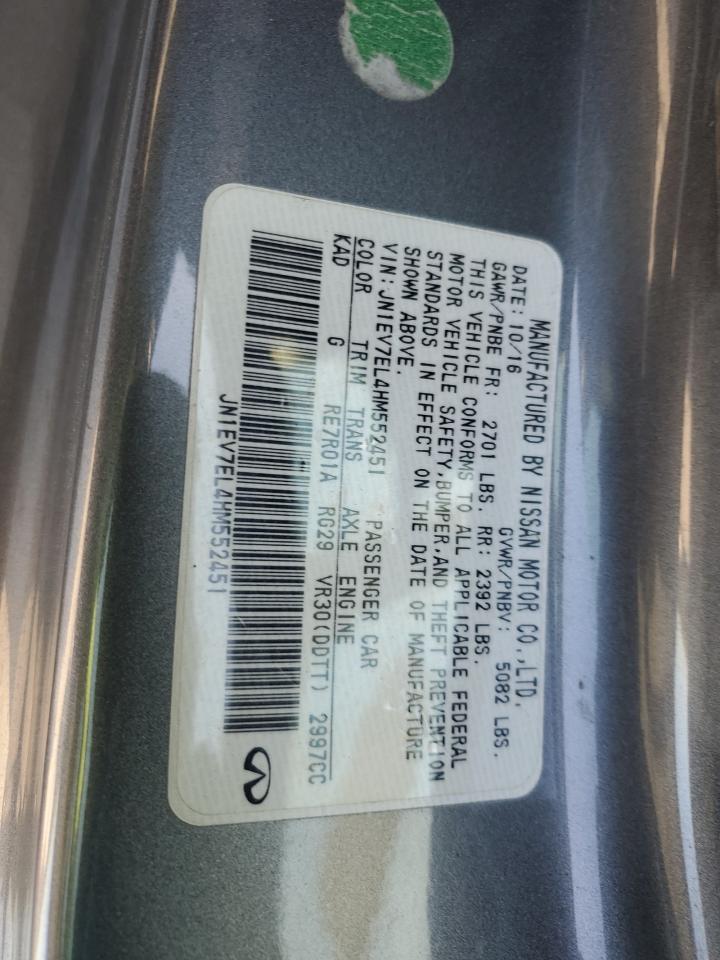 MANUFACTURED BY NISSAN MOTOR CO.,LTD.
DATE: 10/16 GVWR/PNBV: 5082 LBS.
GAWR/PNBE FR: 2701 LBS. RR: 2392 LBS.
THIS VEHICLE CONFORMS TO ALL APPLICABLE FEDERAL
MOTOR VEHICLE SAFETY,BUMPER,AND THEFT PREVENTION
STANDARDS IN EFFECT ON THE DATE OF MANUFACTURE
SHOWN ABOVE.
VIN:JN1EV7EL4HM552451 PASSENGER CAR
COLOR TRIM TRANS AXLE ENGINE
KAD G RE7R01A RG29 VR30(DDTT) 2997CC
JN1EV7EL4HM552451